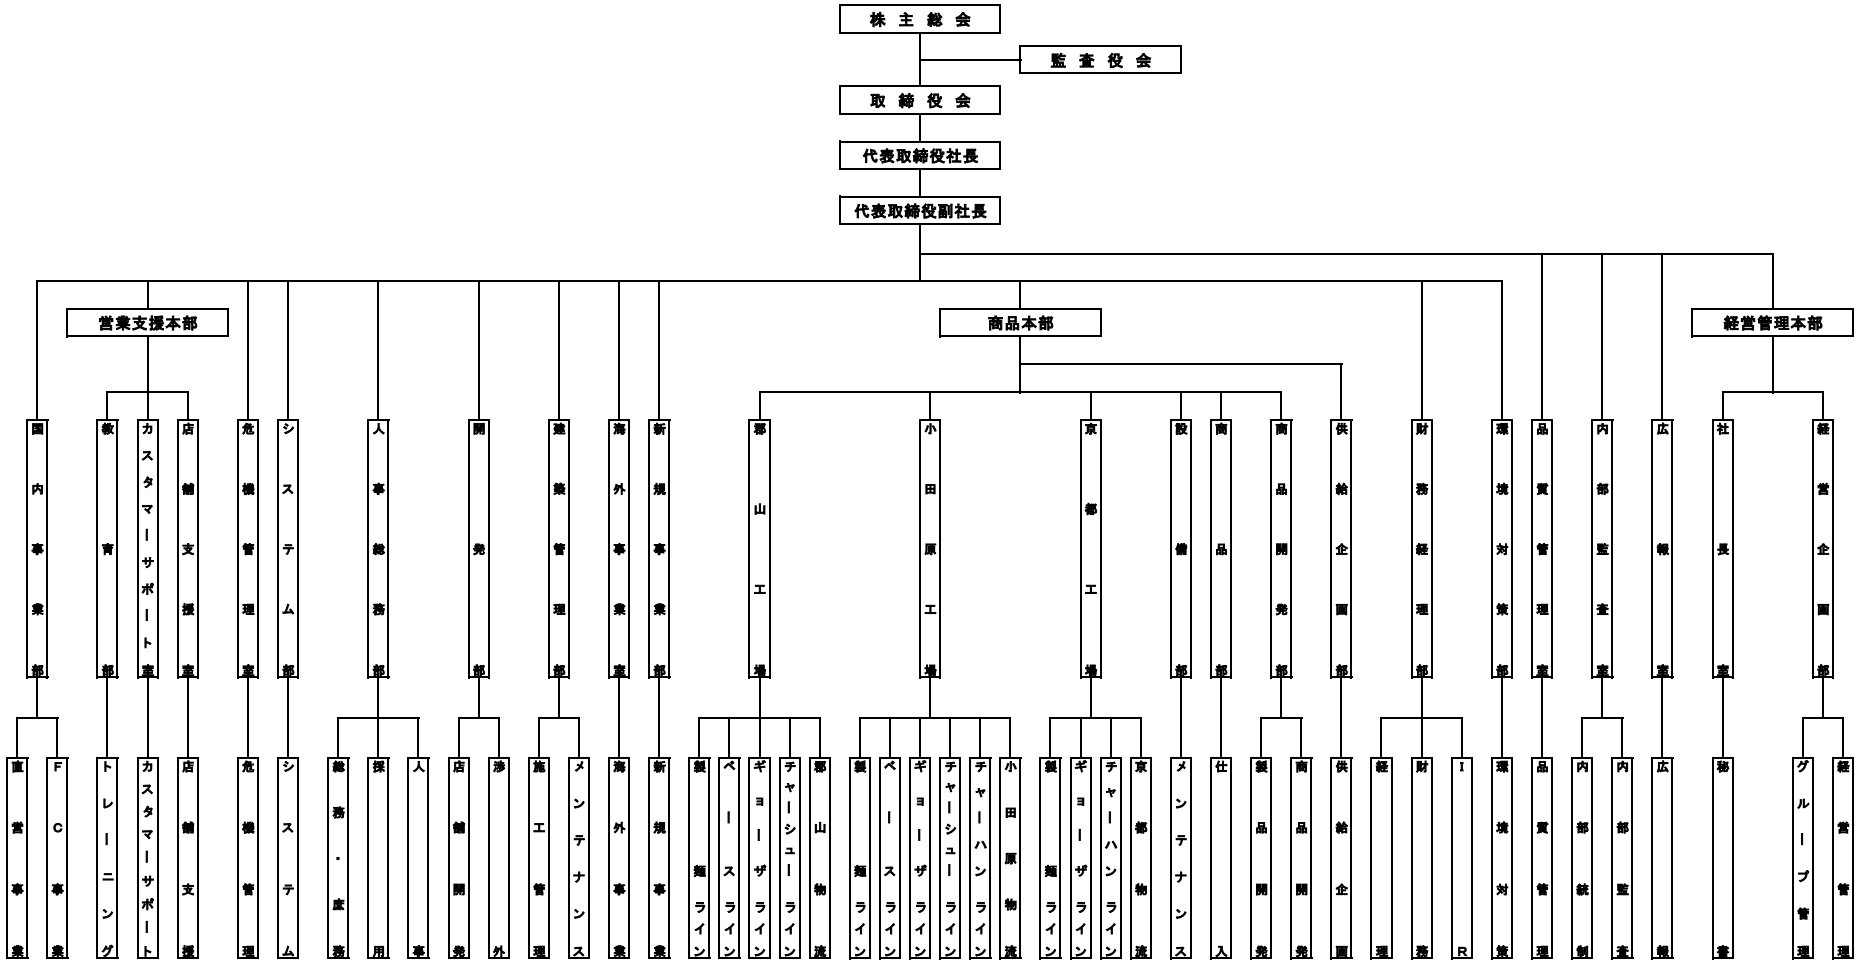 株主総会
監査役会
取締役会
代表取締役社長
代表取締役副社長
営業支援本部
商品本部
経営管理本部
国内事業部
教育部
カスタマーサポート室
店舗支援室
危機管理室
システム部
人事総務部
開発部
建築管理部
海外事業室
新規事業部
郡山工場
小田原工場
京都工場
設備部
商品部
商品開発部
供給企画部
財務経理部
環境対策部
品質管理室
内部監査室
広報室
社長室
経営企画部
直営事業
FC事業
トレーニング
カスタマーサポート
店舗支援
危機管理
システム
総務・庶務
採用
人事
店舗開発
渉外
施工管理
メンテナンス
海外事業
新規事業
製麺ライン
ベースライン
ギョーザライン
チャーシューライン
郡山物流
製麺ライン
ベースライン
ギョーザライン
チャーシューライン
チャーハンライン
小田原物流
製麺ライン
ギョーザライン
チャーハンライン
京都物流
メンテナンス
仕入
製品開発
商品開発
供給企画
経理
財務
IR
環境対策
品質管理
内部統制
内部監査
広報
秘書
グループ管理
経営管理